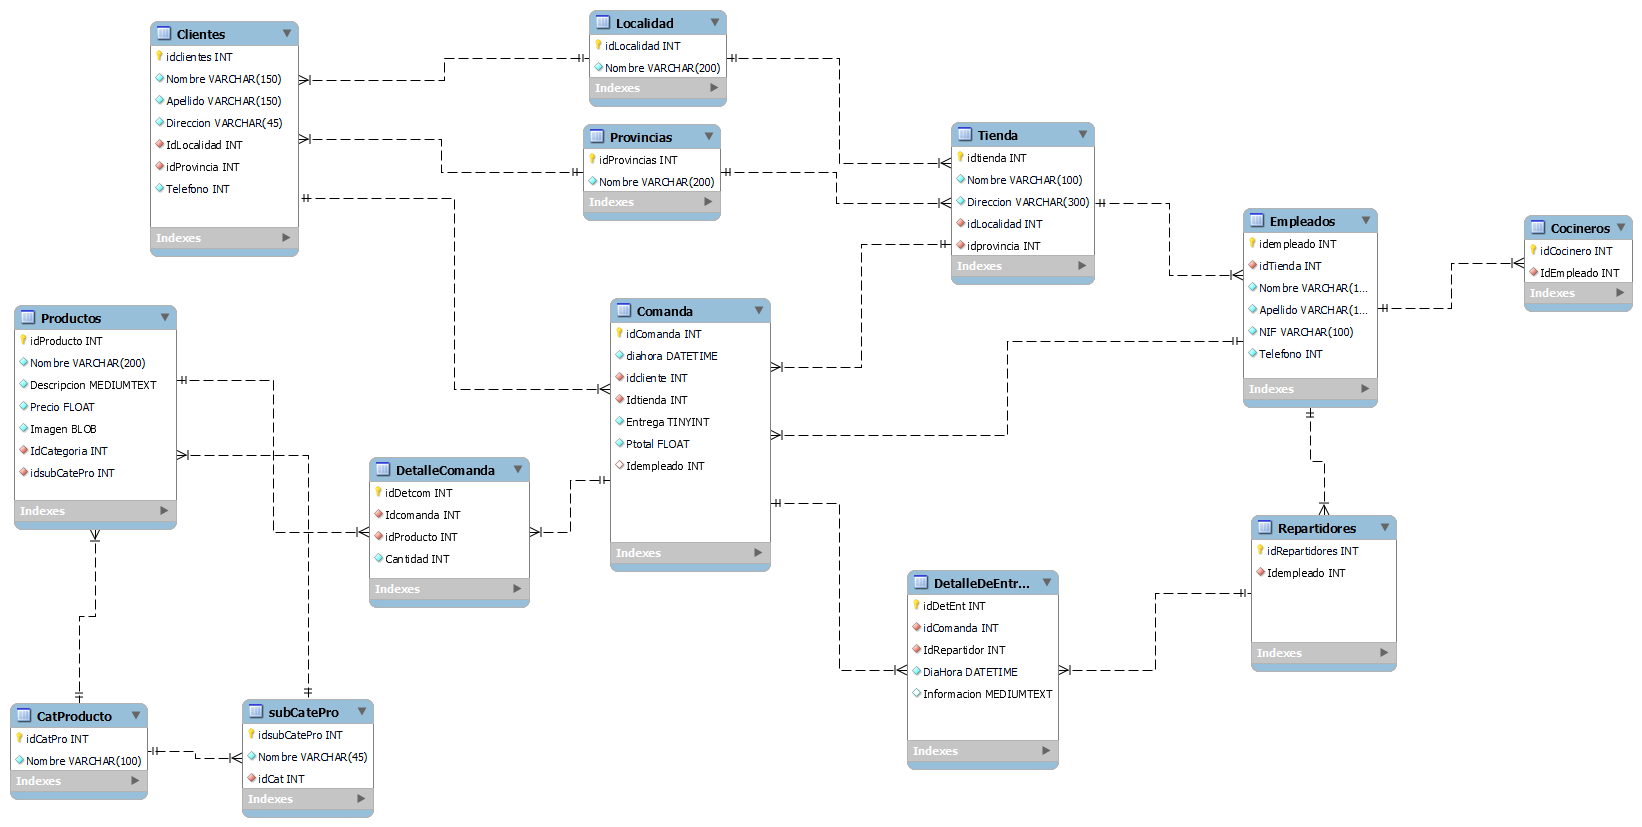 Clientes
idclientes INT
Nombre VARCHAR(150)
Apellido VARCHAR(150)
Direccion VARCHAR(45)
IdLocalidad INT
idProvincia INT
Telefono INT
Indexes
Localidad
idLocalidad INT
Nombre VARCHAR(200)
Indexes
Provincias
idProvincias INT
Nombre VARCHAR(200)
Indexes
Tienda
idtienda INT
Nombre VARCHAR(100)
Direccion VARCHAR(300)
idLocalidad INT
idprovincia INT
Indexes
Empleados
idempleado INT
idTienda INT
Nombre VARCHAR(1...
Apellido VARCHAR(1...
NIF VARCHAR(100)
Telefono INT
Indexes
Cocineros
idCocinero INT
IdEmpleado INT
Indexes
Productos
idProducto INT
Nombre VARCHAR(200)
Descripcion MEDIUMTEXT
Precio FLOAT
Imagen BLOB
IdCategoria INT
idsubCatePro INT
Indexes
Comanda
idComanda INT
diahora DATETIME
idcliente INT
Idtienda INT
Entrega TINYINT
Ptotal FLOAT
Idempleado INT
Indexes
DetalleComanda
idDetcom INT
Idcomanda INT
idProducto INT
Cantidad INT
Indexes
Repartidores
idRepartidores INT
Idempleado INT
Indexes
DetalleDeEntr...
idDetEnt INT
idComanda INT
IdRepartidor INT
DiaHora DATETIME
Informacion MEDIUMTEXT
Indexes
CatProducto
idCatPro INT
Nombre VARCHAR(100)
Indexes
subCatePro
idsubCatePro INT
Nombre VARCHAR(45)
idCat INT
Indexes